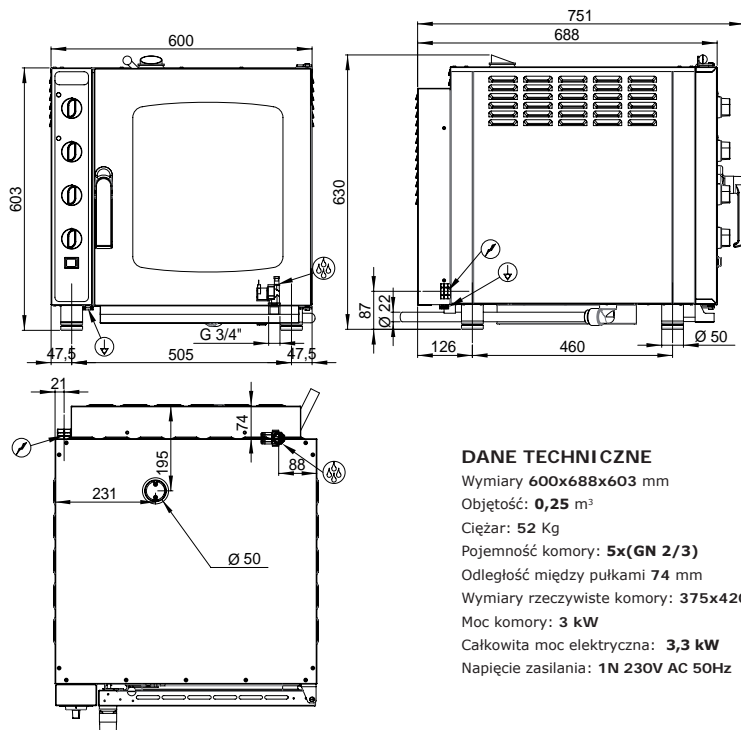 600
603
47,5
505
47,5
G 3/4"
751
688
630
87
Ø 22
126
460
Ø 50
21
74
195
88
231
Ø 50
DANE TECHNICZNE
Wymiary 600x688x603 mm
Objętość: 0,25 m³
Ciężar: 52 Kg
Pojemność komory: 5x(GN 2/3)
Odległość między pułkami 74 mm
Wymiary rzeczywiste komory: 375x420
Moc komory: 3 kW
Całkowita moc elektryczna: 3,3 kW
Napięcie zasilania: 1N 230V AC 50Hz